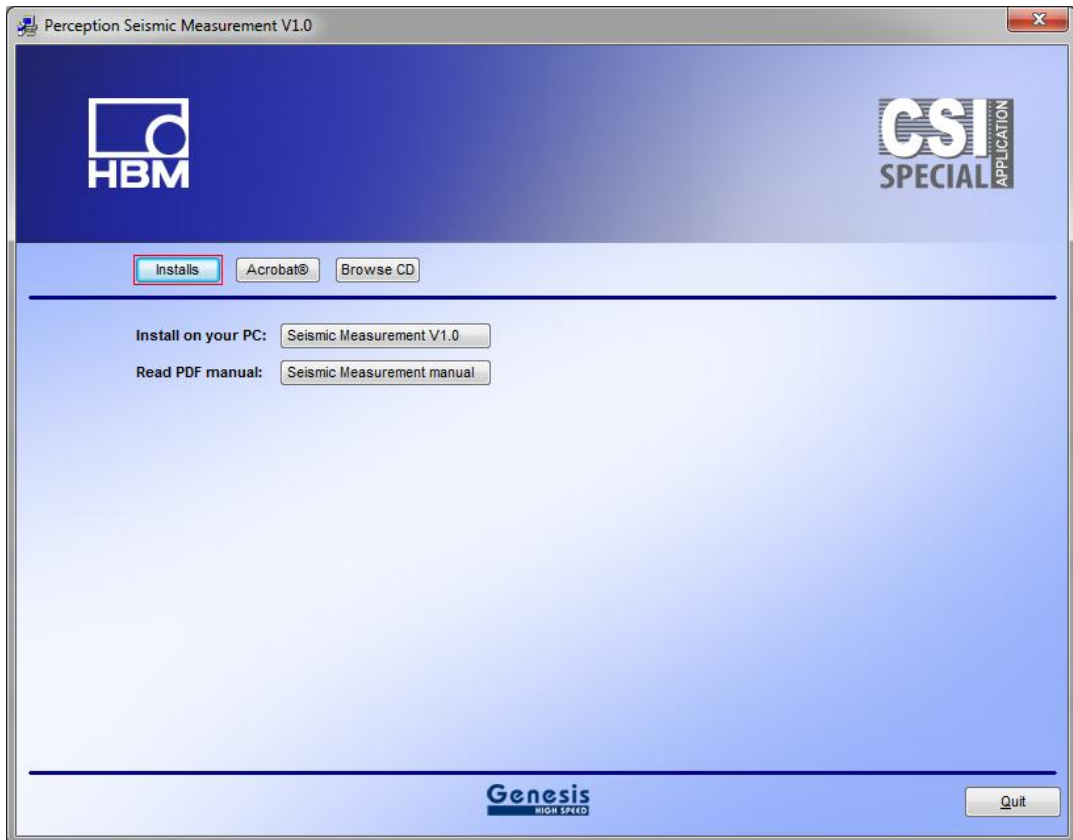 Perception Seismic Measurement V1.0
HBM
CSI
SPECIAL
APPLICATION
Installs Acrobat® Browse CD
Install on your PC: Seismic Measurement V1.0
Read PDF manual: Seismic Measurement manual
Genesis
HIGH SPEED
Quit